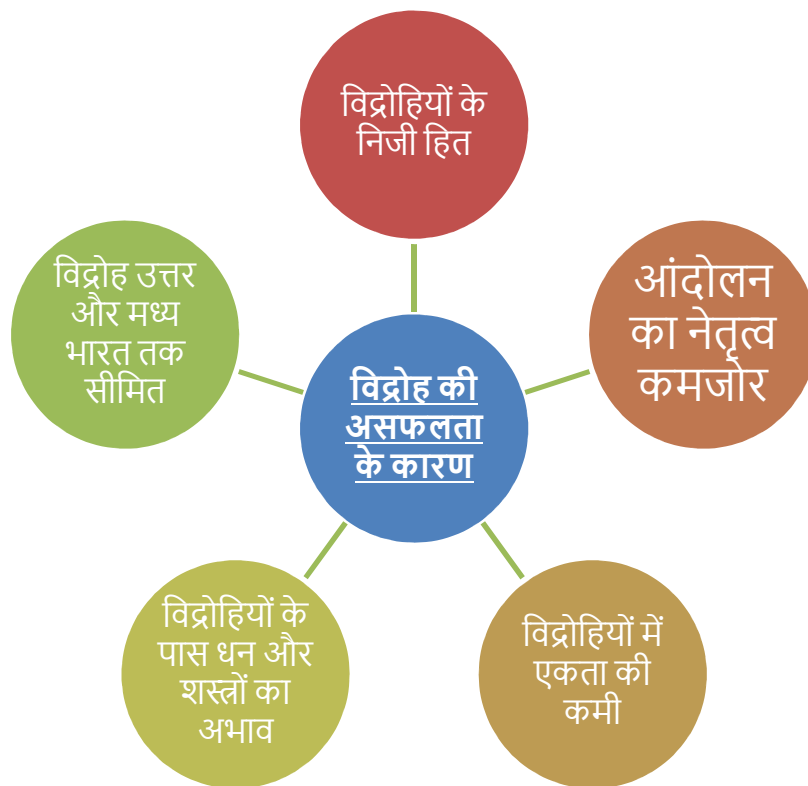 विद्रोहियों के
निजी हित
आंदोलन
का नेतृत्व
कमजोर
विद्रोहियों में
एकता की
कमी
विद्रोहियों के
पास धन और
शस्त्रों का
अभाव
विद्रोह उत्तर
और मध्य
भारत तक
सीमित
विद्रोह की
असफलता
के कारण